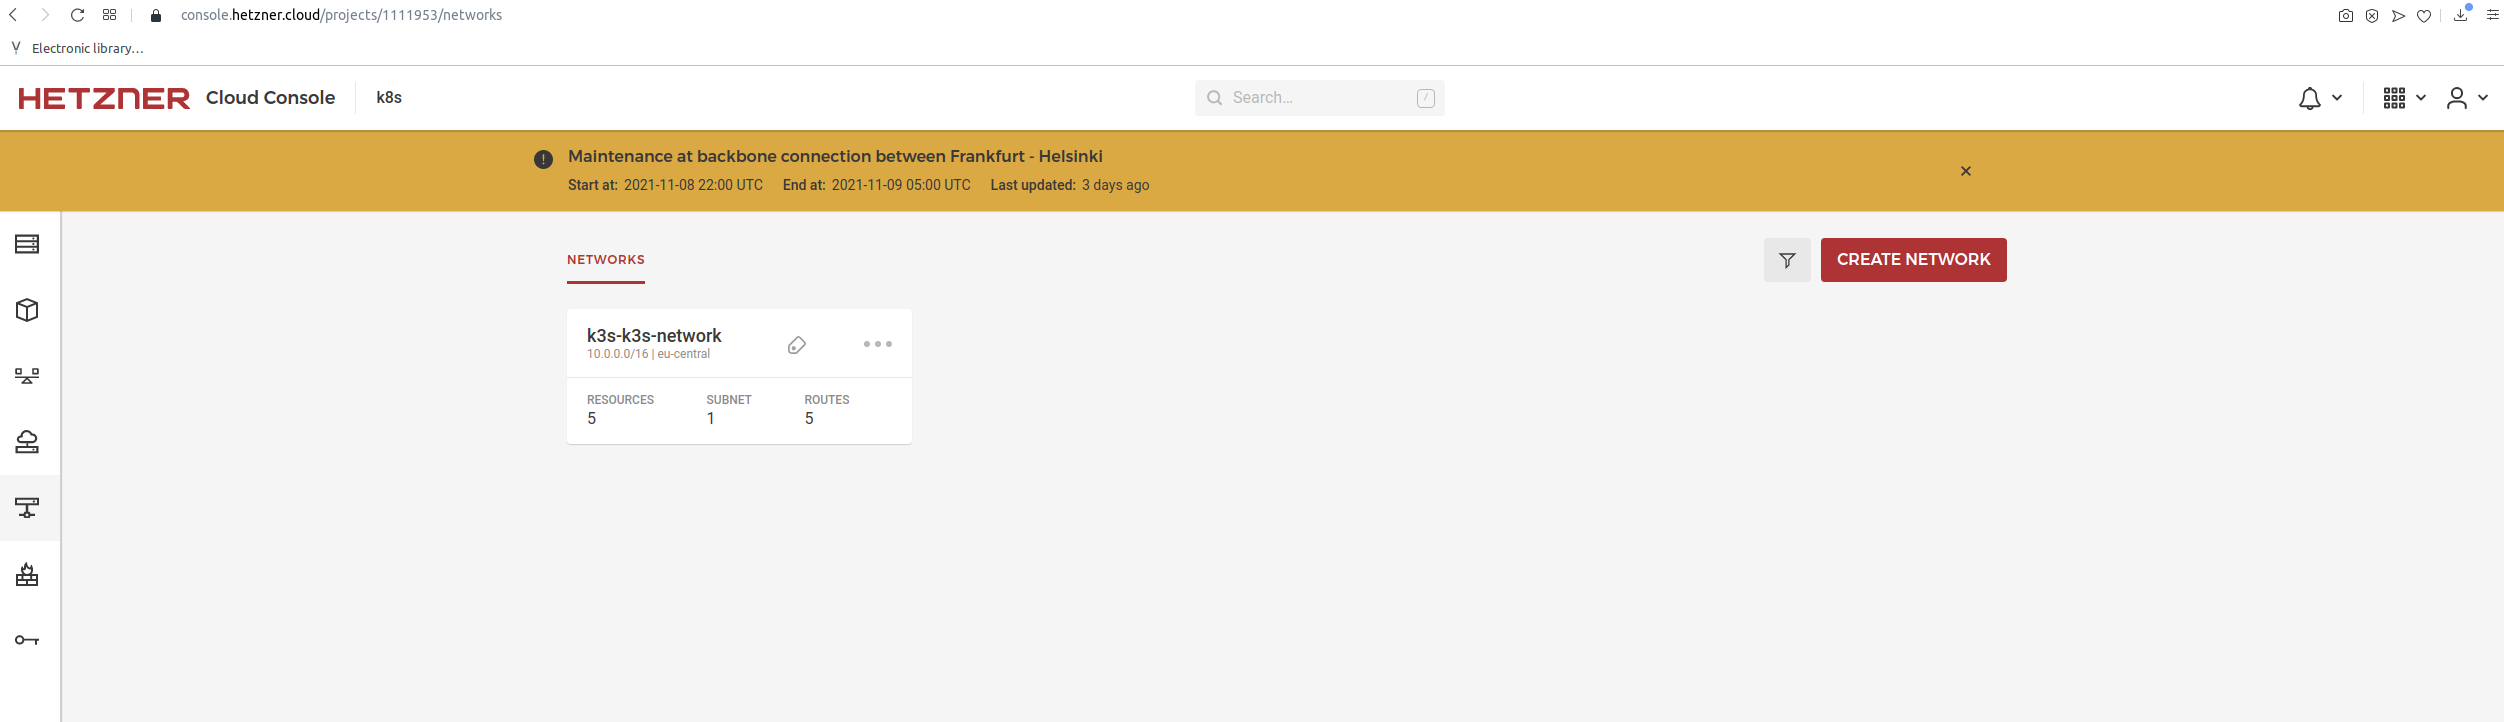 console.hetzner.cloud/projects/1111953/networks
Electronic library...
HETZNER Cloud Console k8s
Search... /
Maintenance at backbone connection between Frankfurt - Helsinki
Start at: 2021-11-08 22:00 UTC End at: 2021-11-09 05:00 UTC Last updated: 3 days ago
NETWORKS
CREATE NETWORK
k3s-k3s-network
10.0.0.0/16 | eu-central
RESOURCES SUBNET ROUTES
5 1 5